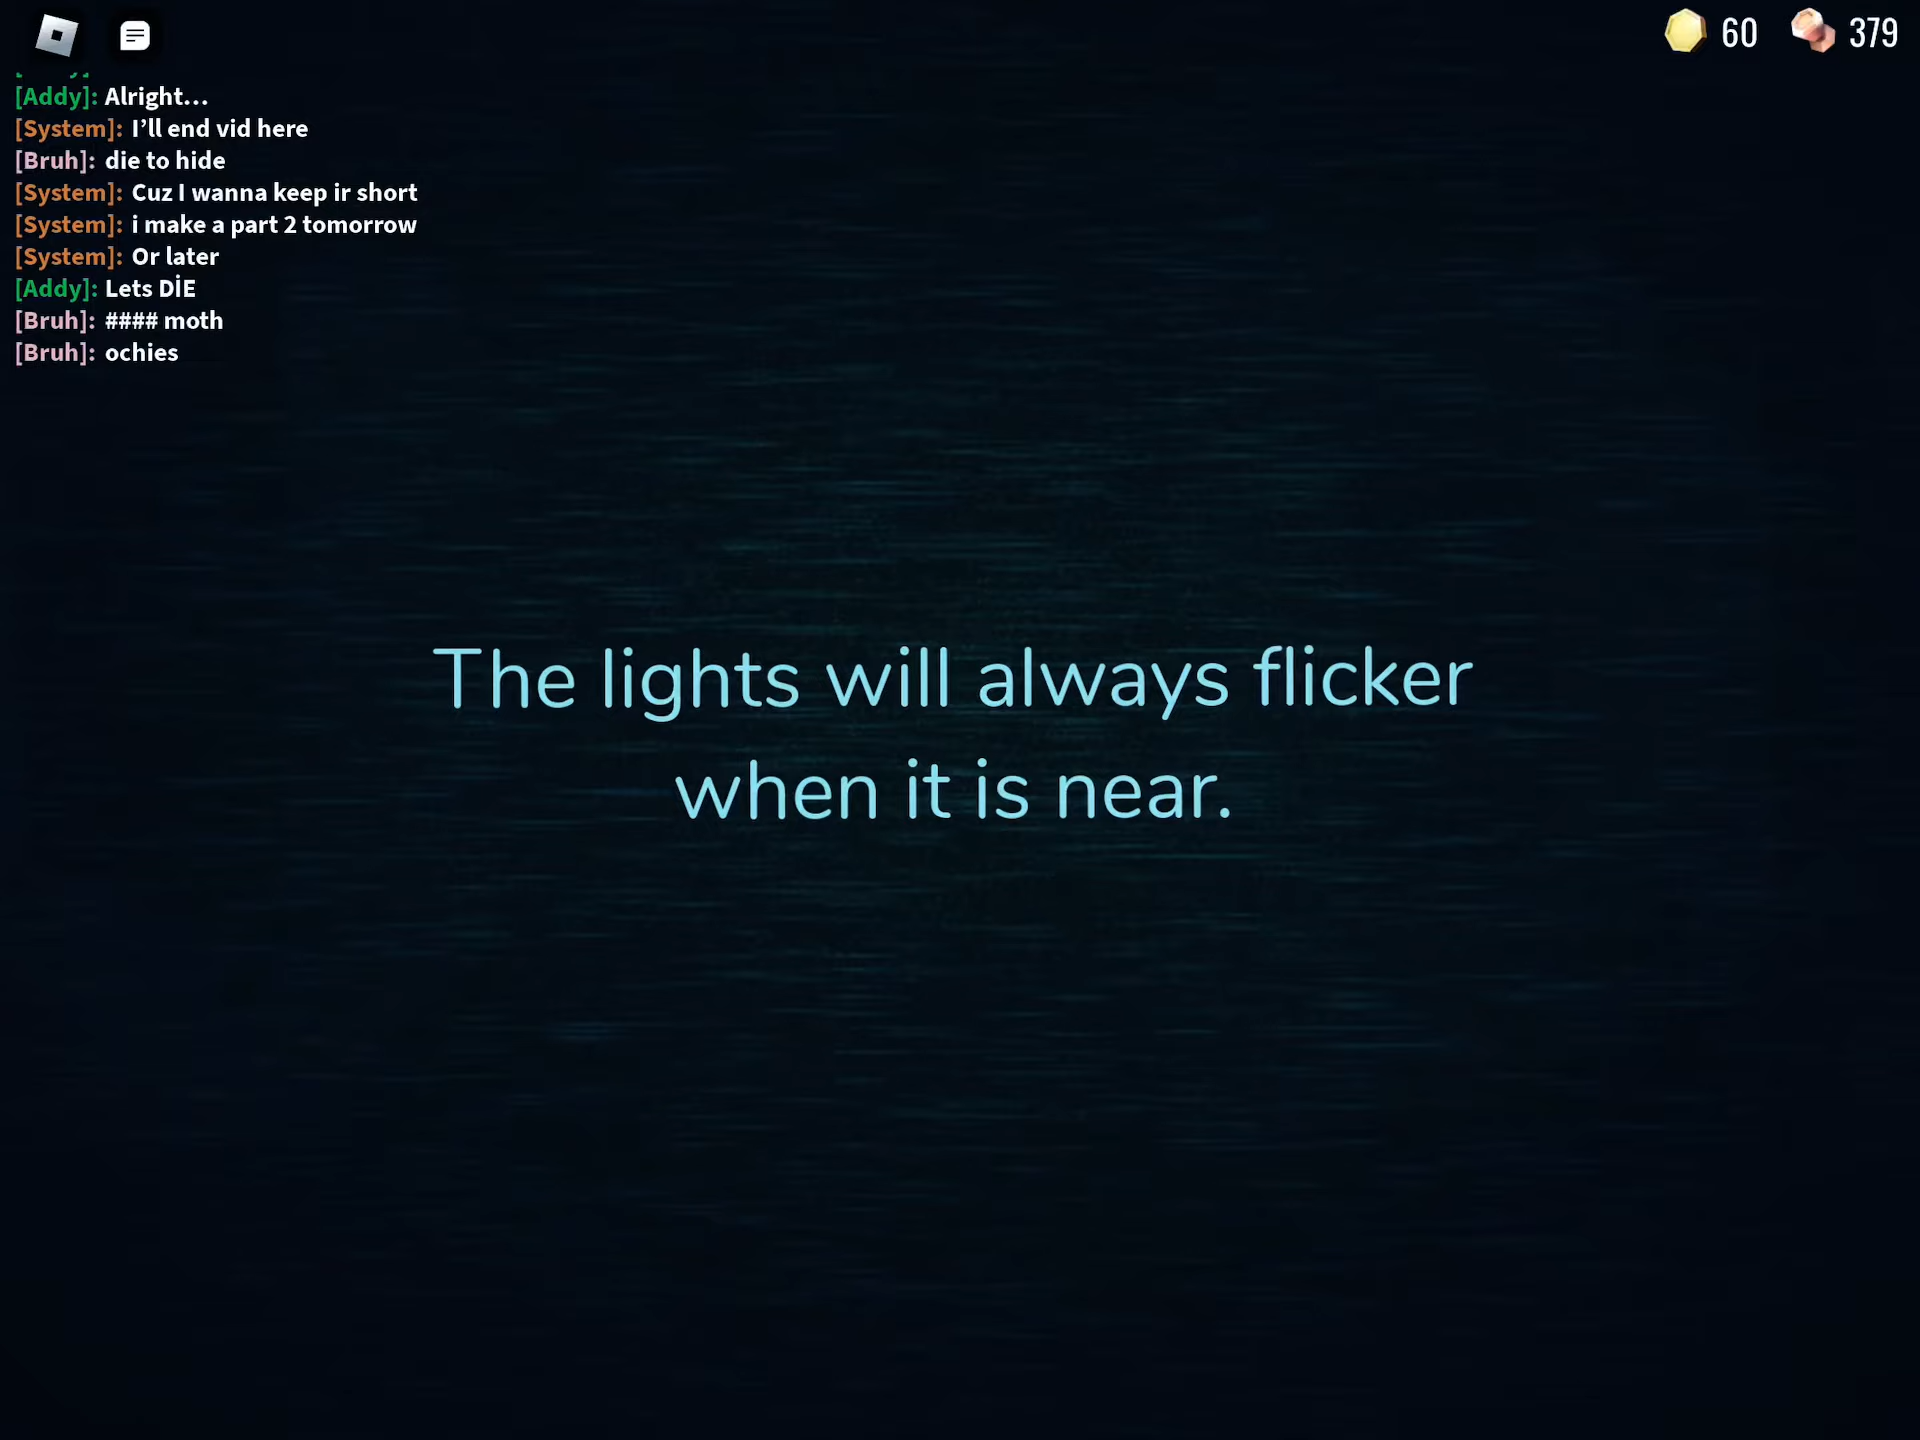 [Addy]: Alright...
[System]: I'll end vid here
[Bruh]: die to hide
[System]: Cuz I wanna keep ir short
[System]: i make a part 2 tomorrow
[System]: Or later
[Addy]: Lets DİE
[Bruh]: #### moth
[Bruh]: ochies
60
379
The lights will always flicker
when it is near.